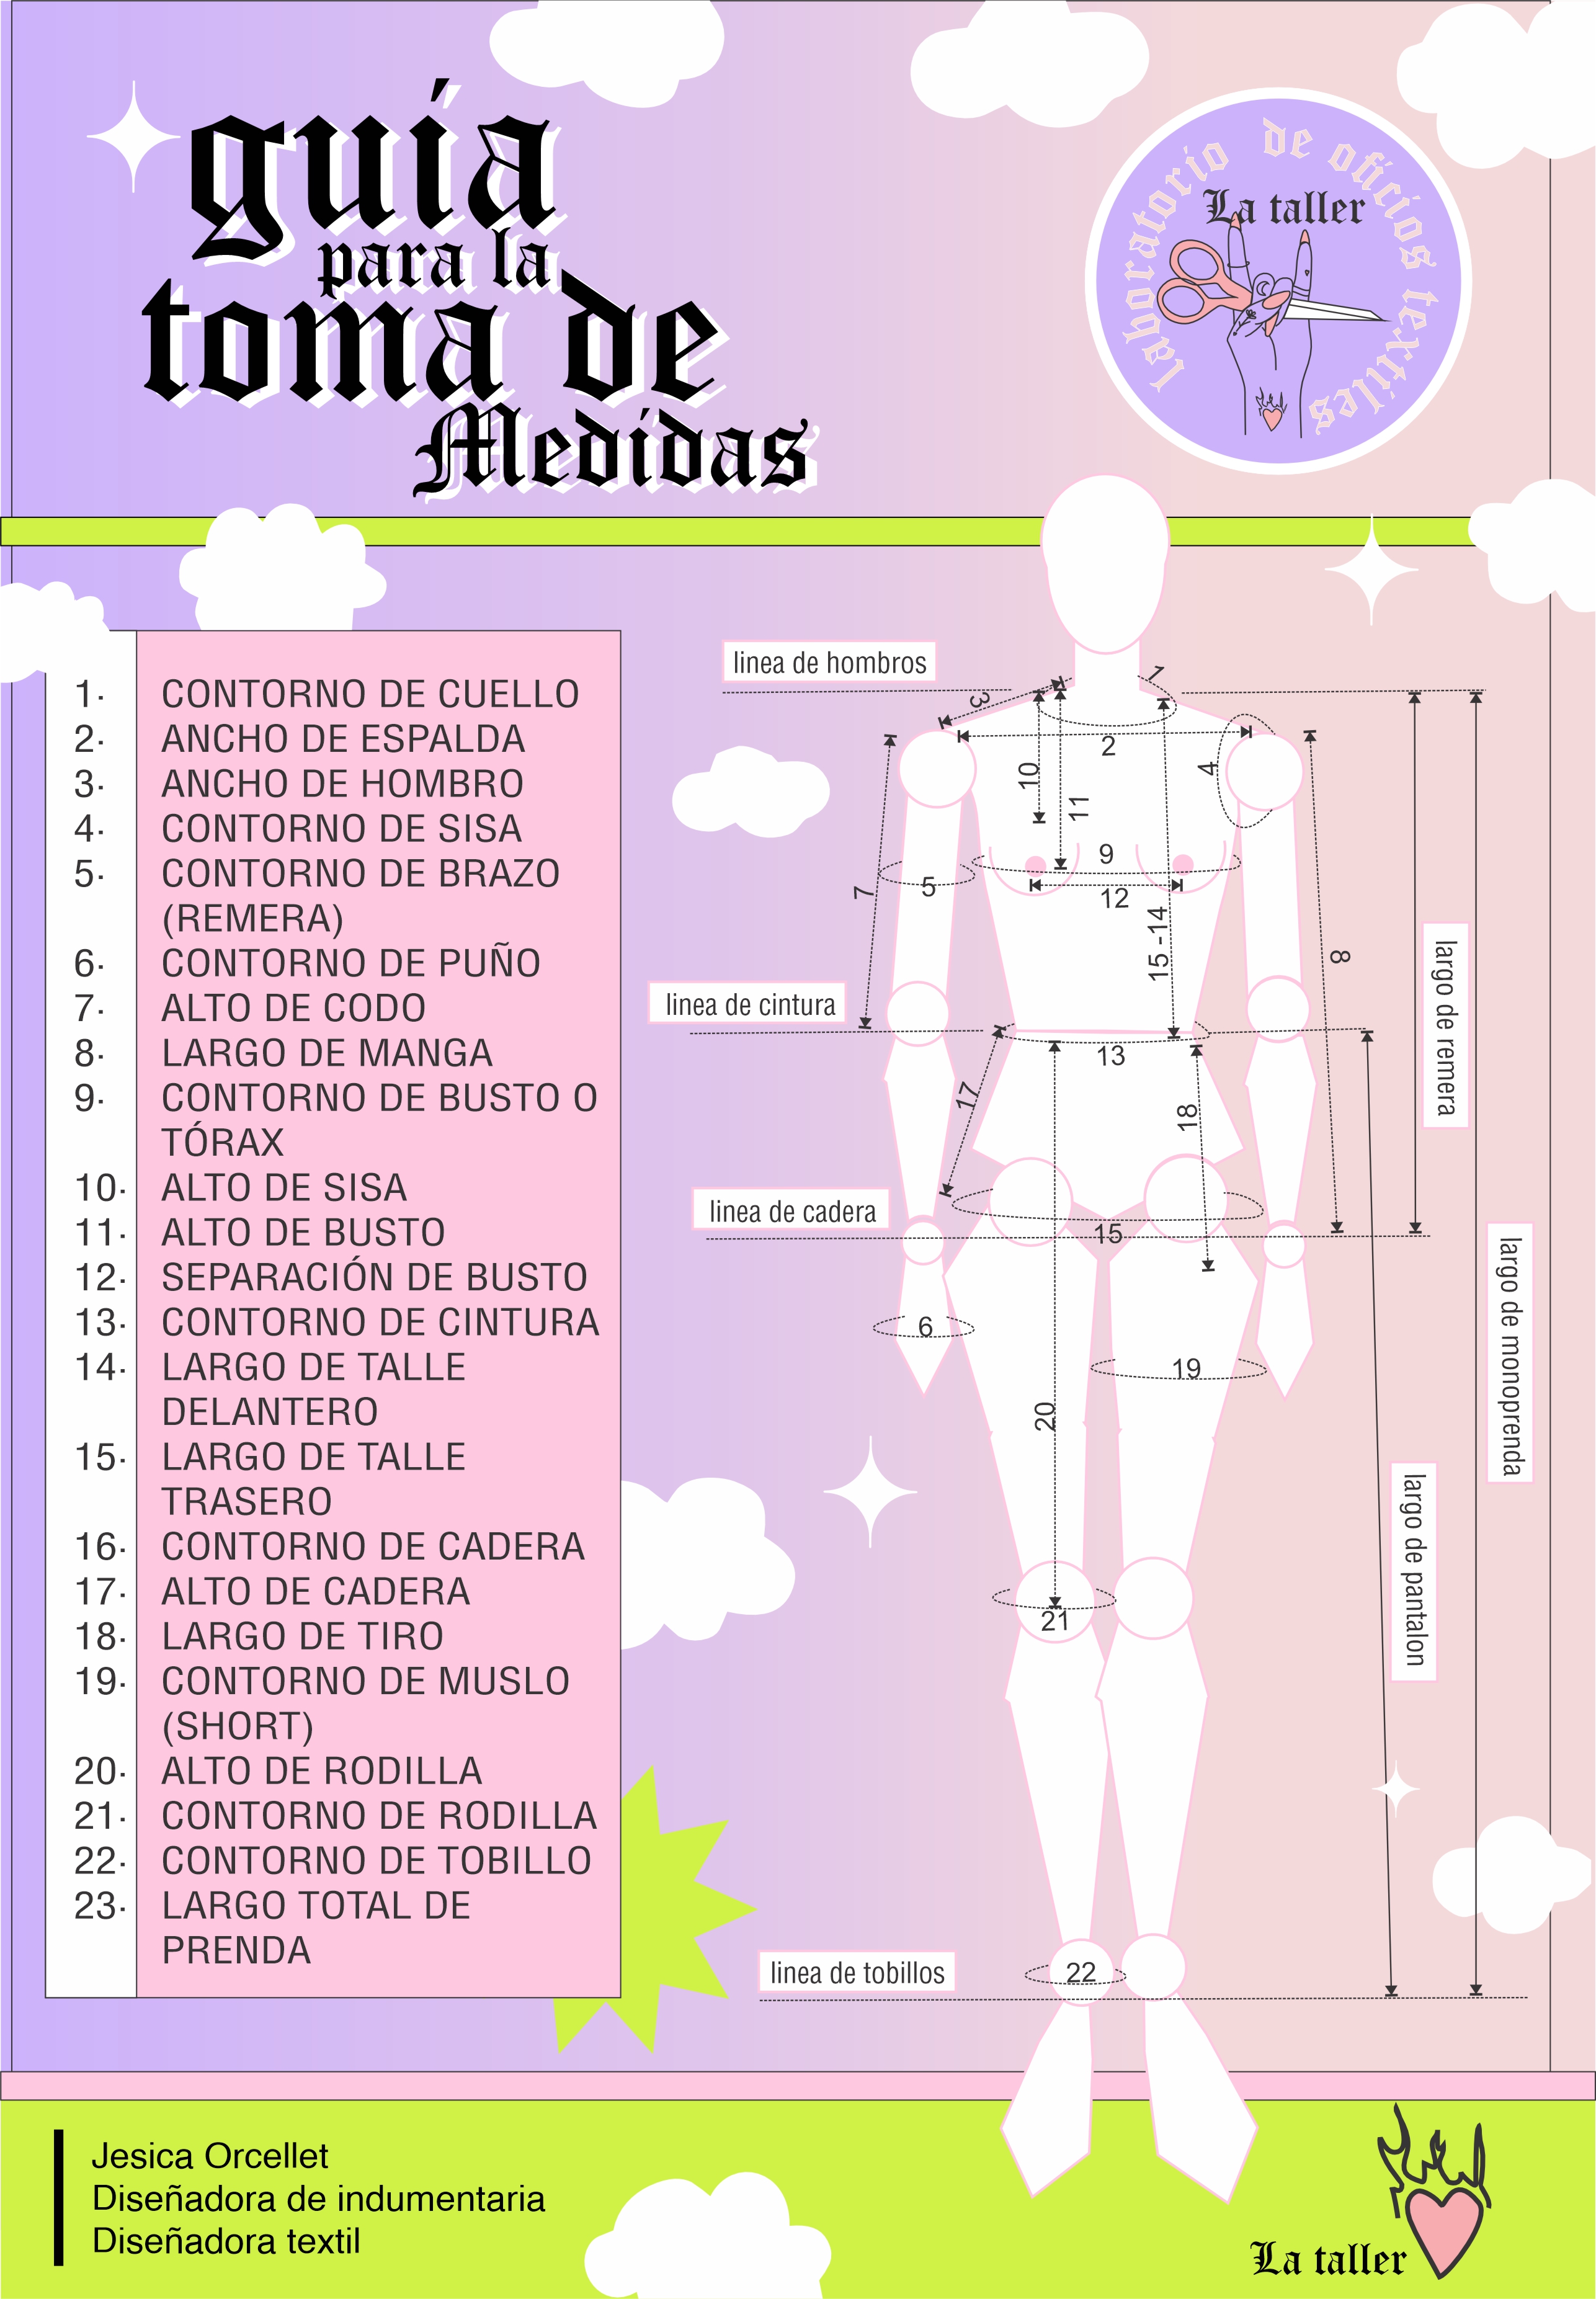 guía
para la
toma de
Medidas
laboratorio de oficios textiles
La taller
1. CONTORNO DE CUELLO
2. ANCHO DE ESPALDA
3. ANCHO DE HOMBRO
4. CONTORNO DE SISA
5. CONTORNO DE BRAZO
(REMERA)
6. CONTORNO DE PUÑO
7. ALTO DE CODO
8. LARGO DE MANGA
9. CONTORNO DE BUSTO O
TÓRAX
10. ALTO DE SISA
11. ALTO DE BUSTO
12. SEPARACIÓN DE BUSTO
13. CONTORNO DE CINTURA
14. LARGO DE TALLE
DELANTERO
15. LARGO DE TALLE
TRASERO
16. CONTORNO DE CADERA
17. ALTO DE CADERA
18. LARGO DE TIRO
19. CONTORNO DE MUSLO
(SHORT)
20. ALTO DE RODILLA
21. CONTORNO DE RODILLA
22. CONTORNO DE TOBILLO
23. LARGO TOTAL DE
PRENDA
linea de hombros
1
3
2
10
11
4
9
5
7
12
15 -14
8
largo de remera
linea de cintura
13
17
18
linea de cadera
15
largo de monoprenda
6
19
20
largo de pantalon
21
linea de tobillos
22
Jesica Orcellet
Diseñadora de indumentaria
Diseñadora textil
La taller